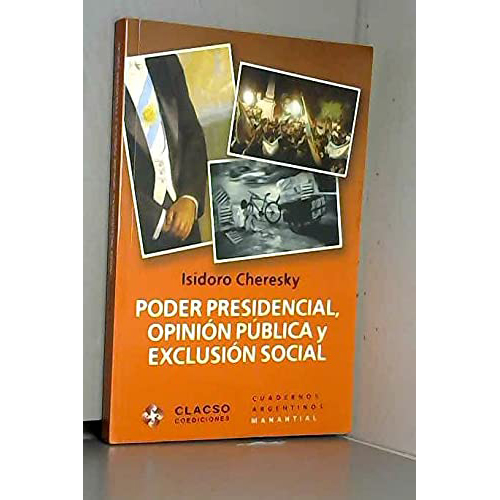 Isidoro Cheresky
PODER PRESIDENCIAL,
OPINIÓN PÚBLICA y
EXCLUSIÓN SOCIAL
CLACSO
COEDICIONES
CUADERNOS
ARGENTINOS
MANANTIAL